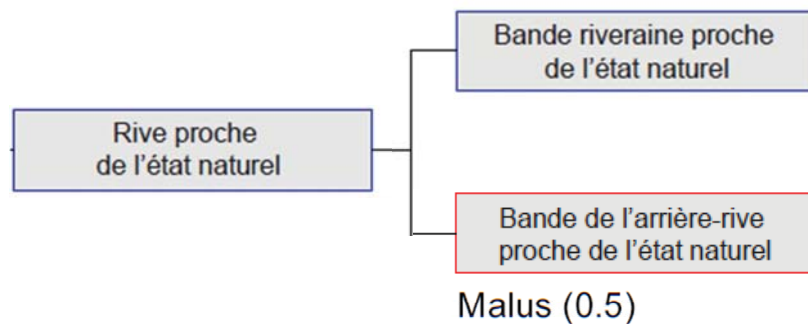 Bande riveraine proche
de l'état naturel
Rive proche
de l'état naturel
Bande de l'arrière-rive
proche de l'état naturel
Malus (0.5)